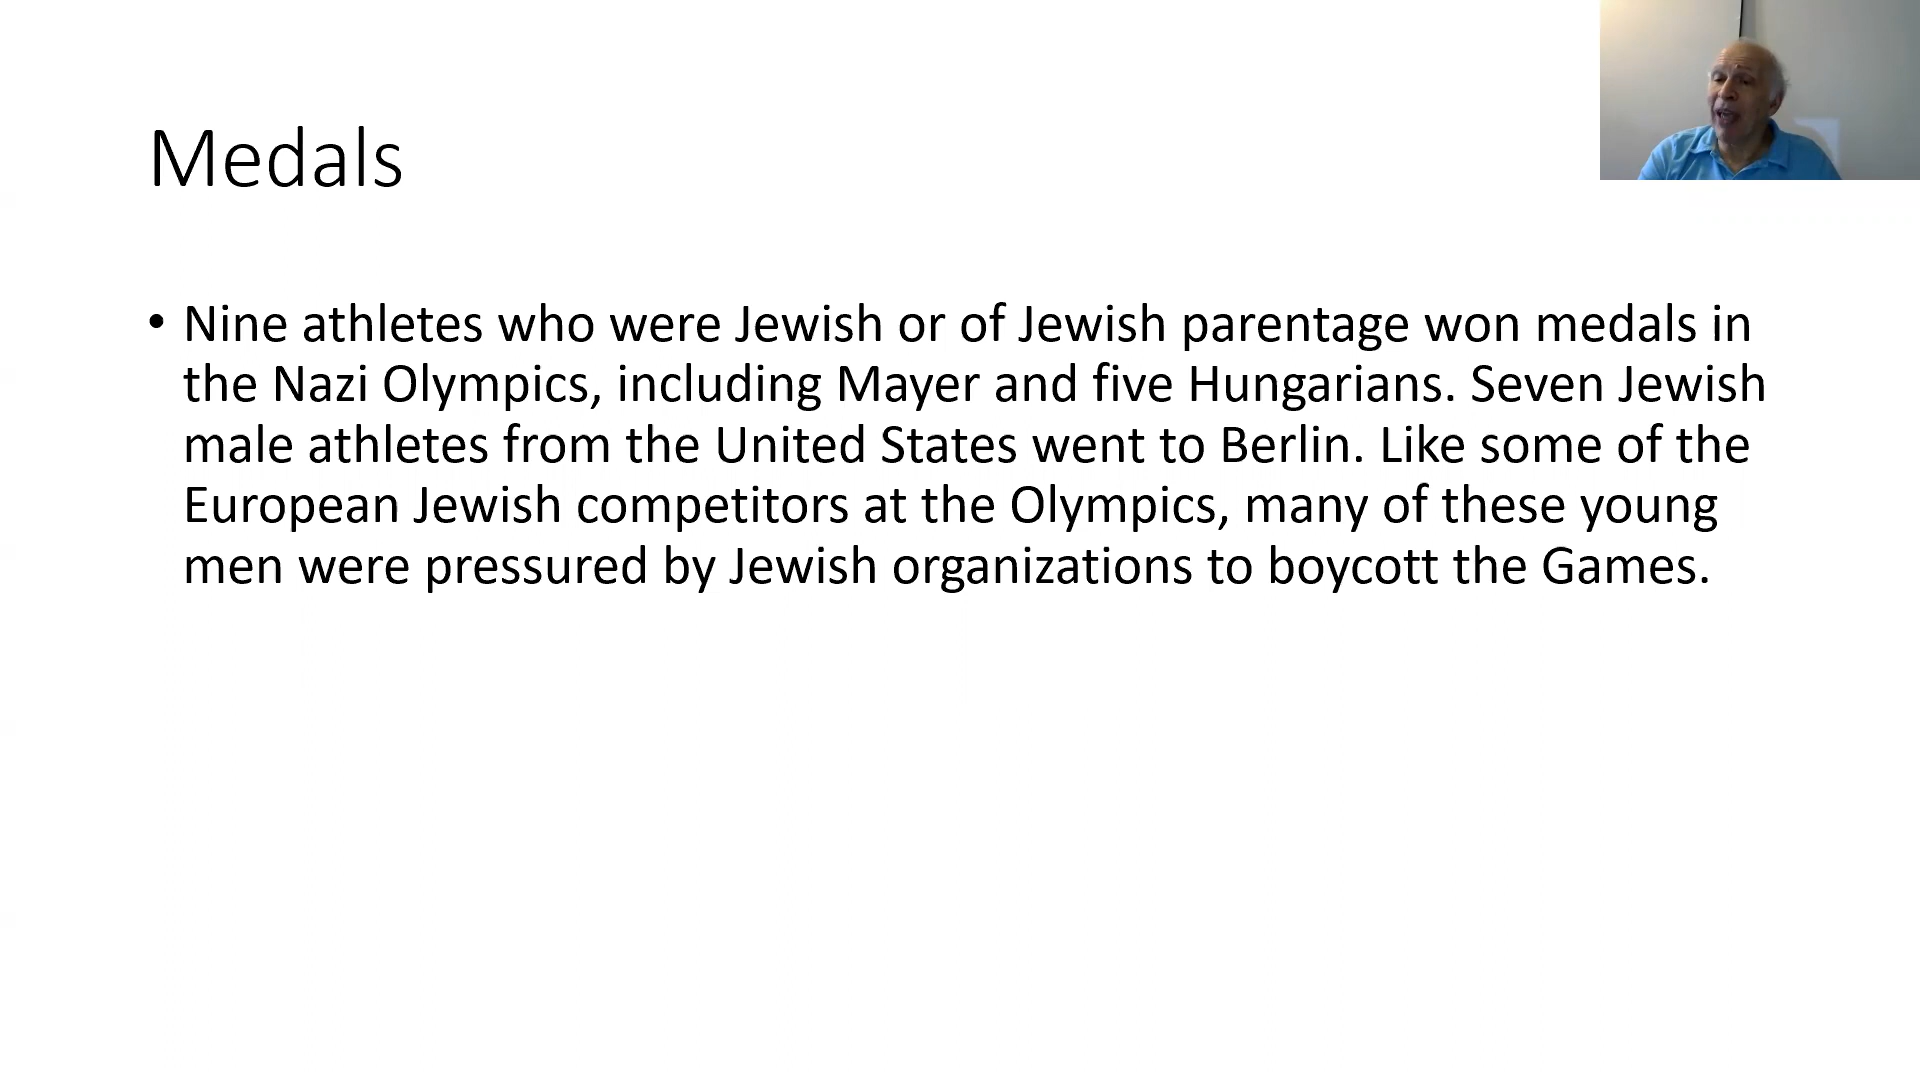 Medals
• Nine athletes who were Jewish or of Jewish parentage won medals in
the Nazi Olympics, including Mayer and five Hungarians. Seven Jewish
male athletes from the United States went to Berlin. Like some of the
European Jewish competitors at the Olympics, many of these young
men were pressured by Jewish organizations to boycott the Games.